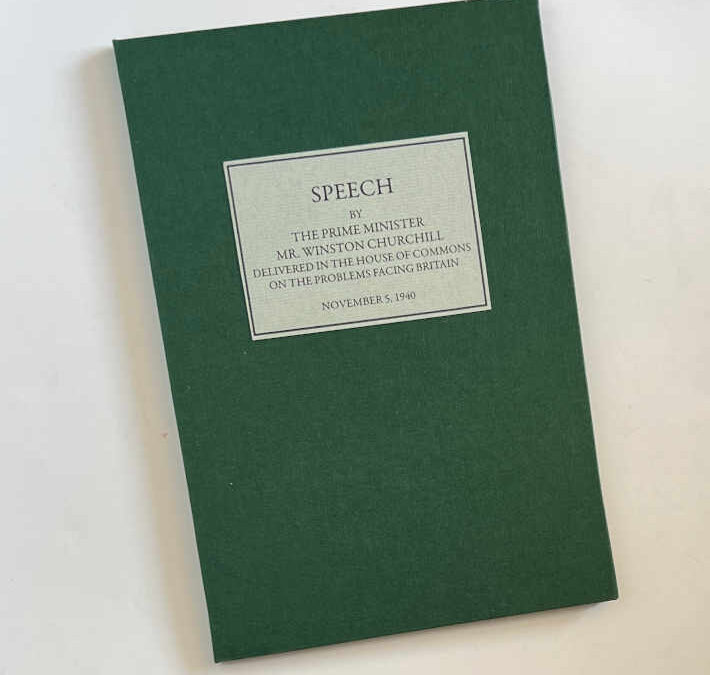 SPEECH
BY
THE PRIME MINISTER
MR. WINSTON CHURCHILL
DELIVERED IN THE HOUSE OF COMMONS
ON THE PROBLEMS FACING BRITAIN
NOVEMBER 5, 1940